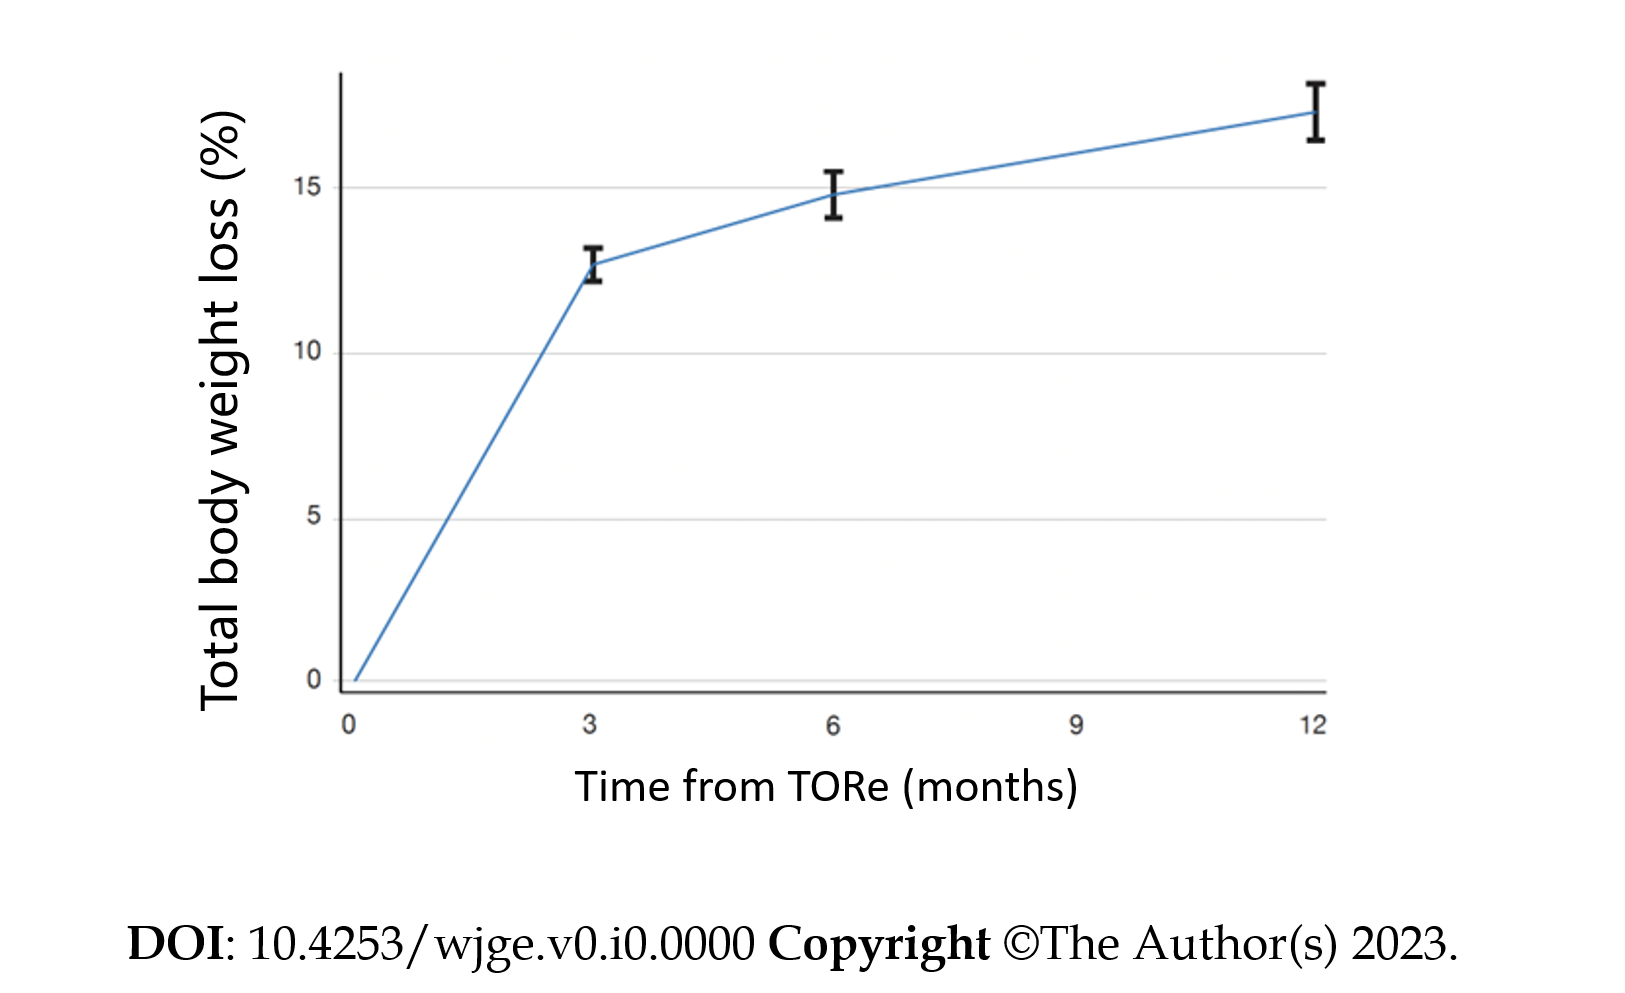 Total body weight loss (%)
15
10
5
0
0 3 6 9 12
Time from TORe (months)
DOI: 10.4253/wjge.v0.i0.0000 Copyright ©The Author(s) 2023.